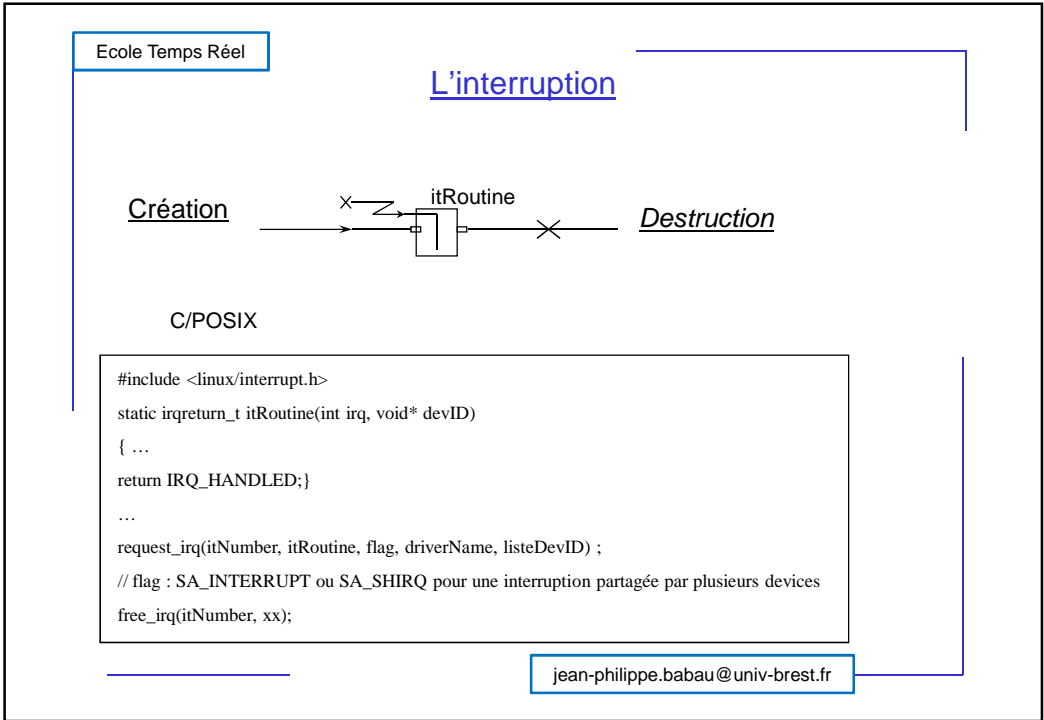 Ecole Temps Réel
L'interruption
Création
itRoutine
Destruction
C/POSIX
#include <linux/interrupt.h>
static irqreturn_t itRoutine(int irq, void* devID)
{ …
return IRQ_HANDLED;}
…
request_irq(itNumber, itRoutine, flag, driverName, listeDevID) ;
// flag : SA_INTERRUPT ou SA_SHIRQ pour une interruption partagée par plusieurs devices
free_irq(itNumber, xx);
jean-philippe.babau@univ-brest.fr